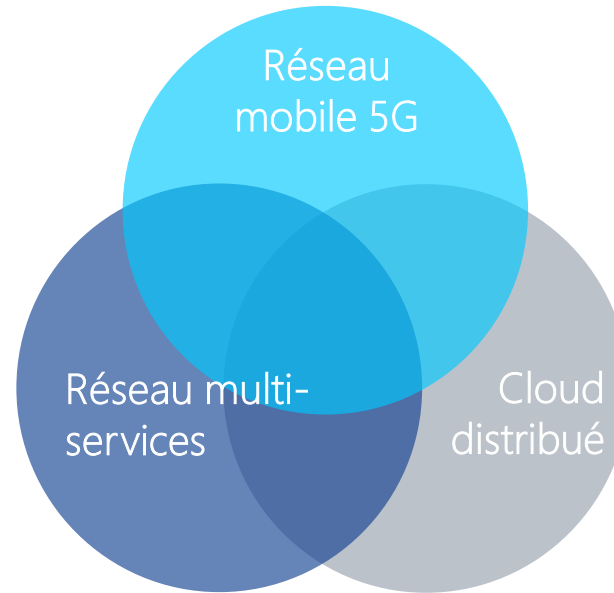 Réseau
mobile 5G
Réseau multi-
services
Cloud
distribué